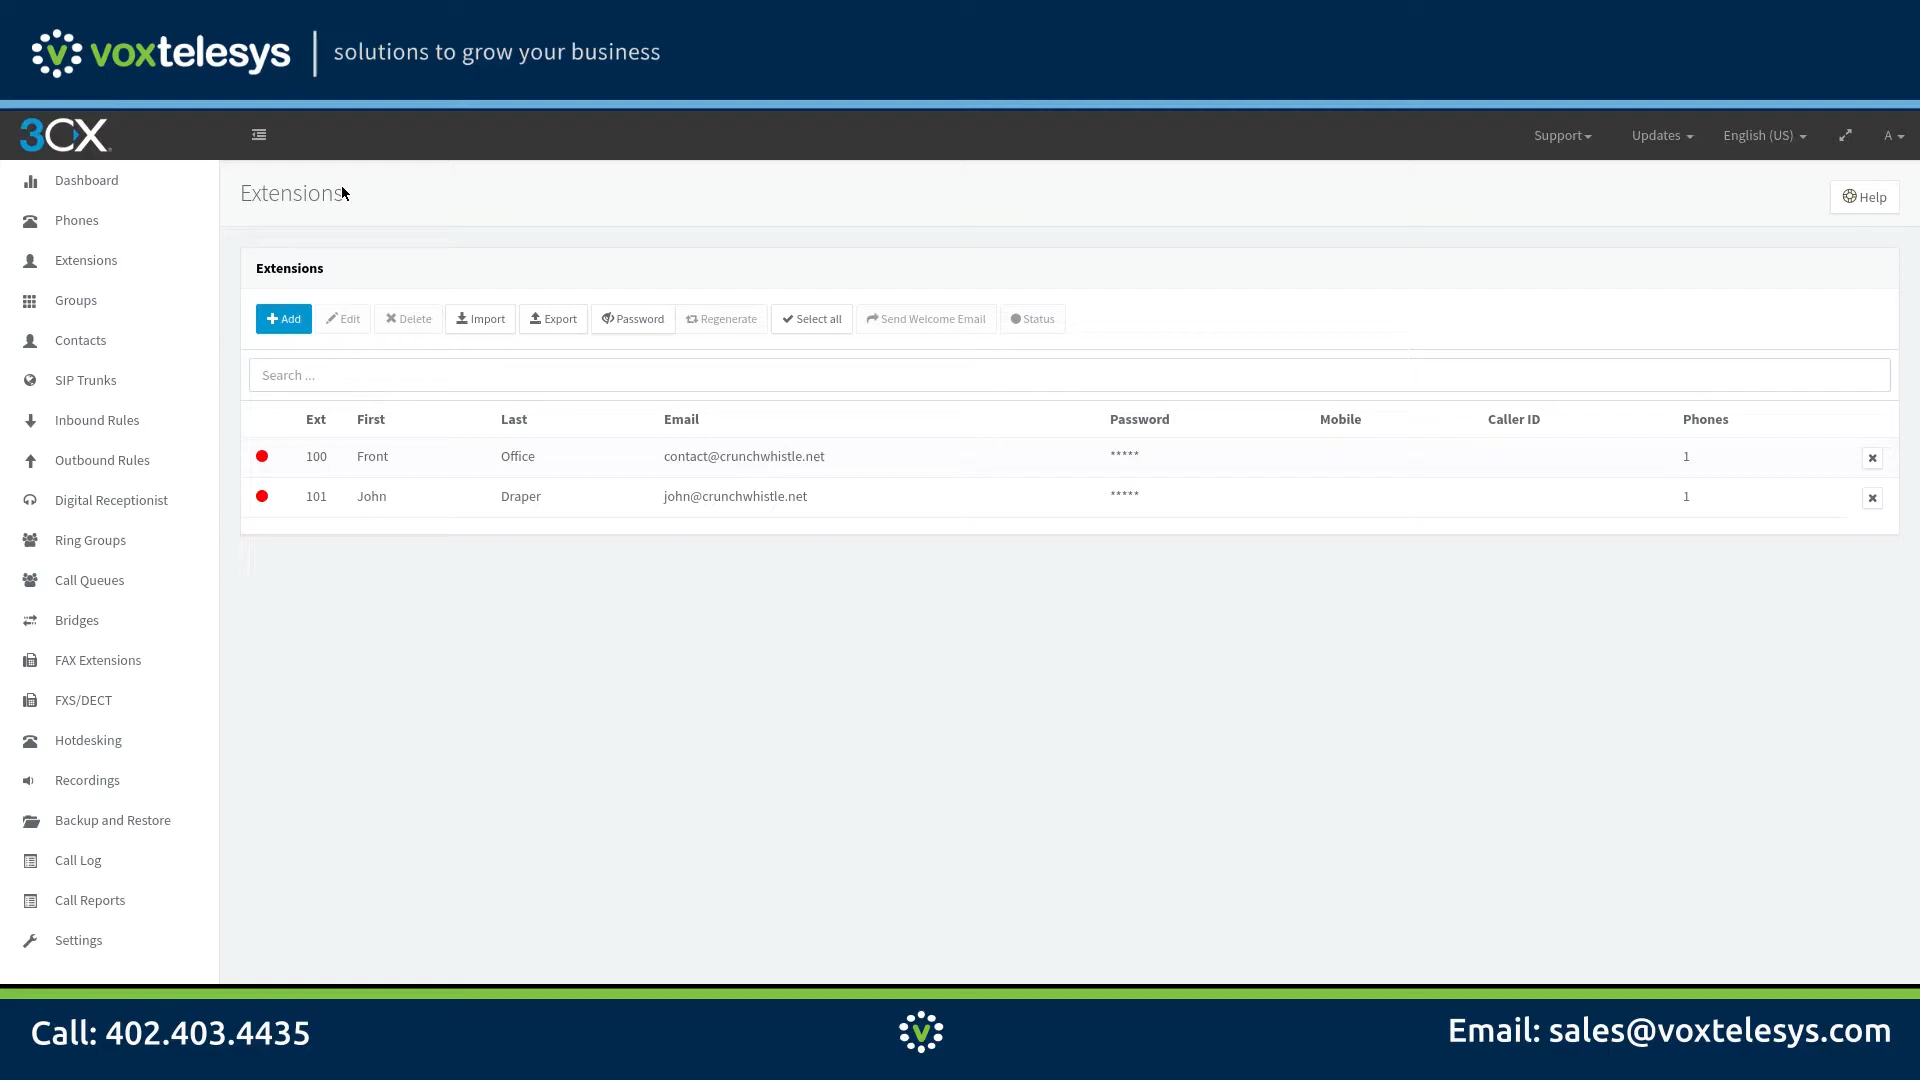 voxtelesys | solutions to grow your business
3CX Support Updates English (US) A
Dashboard
Phones
Extensions
Groups
Contacts
SIP Trunks
Inbound Rules
Outbound Rules
Digital Receptionist
Ring Groups
Call Queues
Bridges
FAX Extensions
FXS/DECT
Hotdesking
Recordings
Backup and Restore
Call Log
Call Reports
Settings
Extensions
Help
Extensions
Add Edit Delete Import Export Password Regenerate Select all Send Welcome Email Status
Search ...
Ext First Last Email Password Mobile Caller ID Phones
100 Front Office contact@crunchwhistle.net ***** 1
101 John Draper john@crunchwhistle.net ***** 1
Call: 402.403.4435 v Email: sales@voxtelesys.com